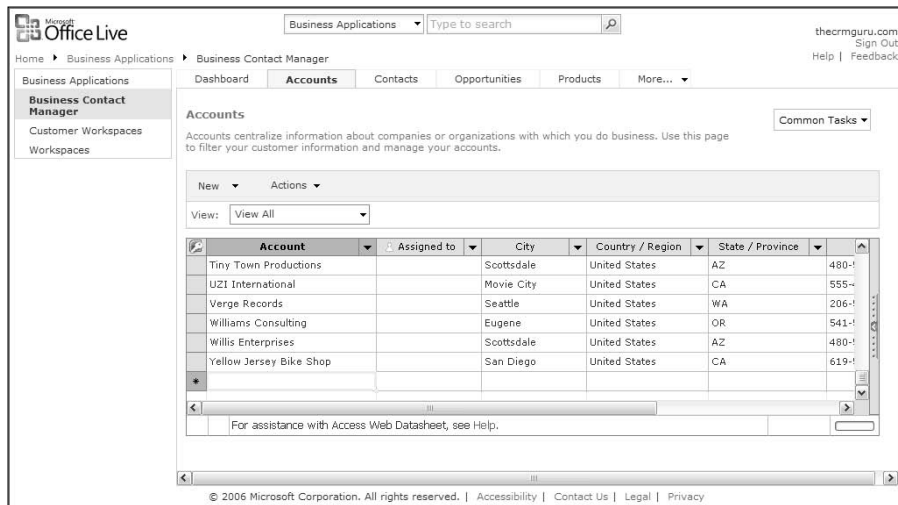 Microsoft
Office Live
Business Applications
Type to search
thecrmguru.com
Sign Out
Help | Feedback
Home Business Applications Business Contact Manager
Business Applications
Business Contact
Manager
Customer Workspaces
Workspaces
Dashboard Accounts Contacts Opportunities Products More...
Accounts
Common Tasks
Accounts centralize information about companies or organizations with which you do business. Use this page
to filter your customer information and manage your accounts.
New Actions
View: View All
Account Assigned to City Country / Region State / Province
Tiny Town Productions Scottsdale United States AZ 480-
UZI International Movie City United States CA 555-
Verge Records Seattle United States WA 206-
Williams Consulting Eugene United States OR 541-
Willis Enterprises Scottsdale United States AZ 480-
Yellow Jersey Bike Shop San Diego United States CA 619-
*
For assistance with Access Web Datasheet, see Help.
© 2006 Microsoft Corporation. All rights reserved. | Accessibility | Contact Us | Legal | Privacy